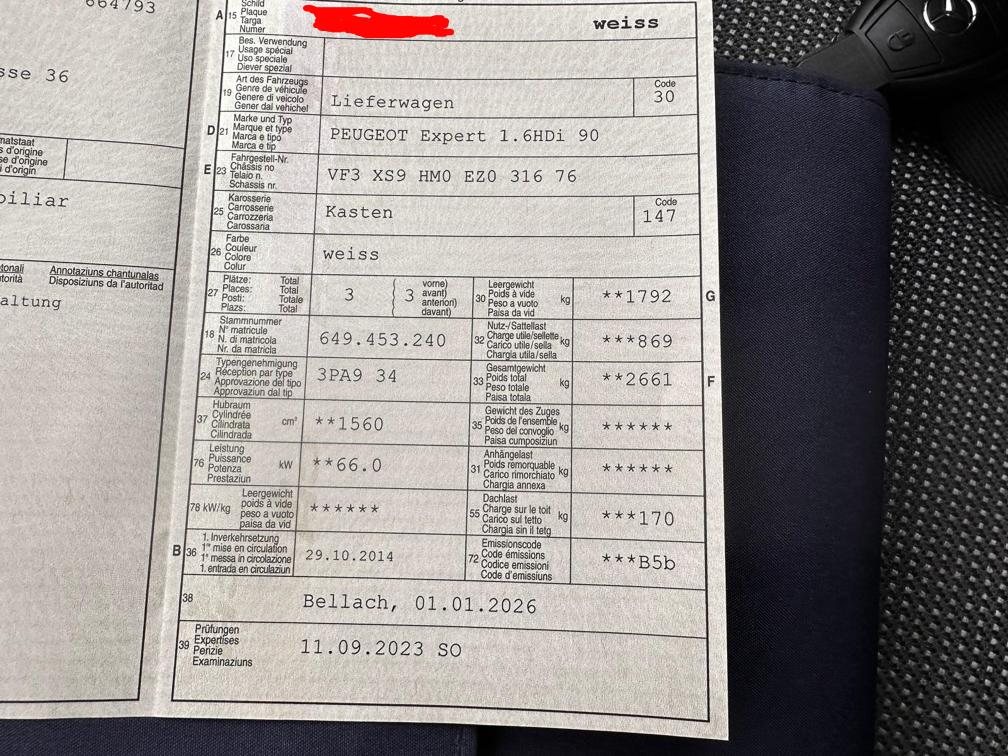 664793
sse 36
matstaat
s d'origine
se d'origine
i d'origin
biliar
tonali
Annotaziuns chantunalas
torità
Disposiziuns da l'autoritad
altung
A 15 Schild
Plaque
Targa
Numer
weiss
17 Bes. Verwendung
Usage spécial
Uso speciale
Diever spezial
19 Art des Fahrzeugs
Genre de véhicule
Genere di veicolo
Gener dal vehichel
Lieferwagen
Code
30
D 21 Marke und Typ
Marque et type
Marca e tipo
Marca e tip
PEUGEOT Expert 1.6HDi 90
E 23 Fahrgestell-Nr.
Châssis no
Telaio n.
Schassis nr.
VF3 XS9 HM0 EZ0 316 76
25 Karosserie
Carrosserie
Carrozzeria
Carossaria
Kasten
Code
147
26 Farbe
Couleur
Colore
Colur
weiss
27 Plätze: Total
Places: Total
Posti: Totale
Plazs: Total
3 ( 3 vorne)
avant)
anteriori)
davant)
30 Leergewicht
Poids à vide
Peso a vuoto
Paisa da vid
kg
**1792
G
18 Stammnummer
N° matricule
N. di matricola
Nr. da matricla
649.453.240
32 Nutz-/Sattellast
Charge utile/sellette
Carico utile/sella
Chargia utila/sella
kg
***869
24 Typengenehmigung
Réception par type
Approvazione del tipo
Approvaziun dal tip
3PA9 34
33 Gesamtgewicht
Poids total
Peso totale
Paisa totala
kg
**2661
F
37 Hubraum
Cylindrée
Cilindrata
Cilindrada
cm³
**1560
35 Gewicht des Zuges
Poids de l'ensemble
Peso del convoglio
Paisa cumposiziun
kg
******
76 Leistung
Puissance
Potenza
Prestaziun
kW
**66.0
31 Anhängelast
Poids remorquable
Carico rimorchiato
Chargia annexa
kg
******
78 kW/kg
Leergewicht
poids à vide
peso a vuoto
paisa da vid
******
55 Dachlast
Charge sur le toit
Carico sul tetto
Chargia sin il tetg
kg
***170
B 36 1. Inverkehrsetzung
1re mise en circulation
1a messa in circolazione
1. entrada en circulaziun
29.10.2014
72 Emissionscode
Code émissions
Codice emissioni
Code d'emissiuns
***B5b
38
Bellach, 01.01.2026
39 Prüfungen
Expertises
Perizie
Examinaziuns
11.09.2023 SO